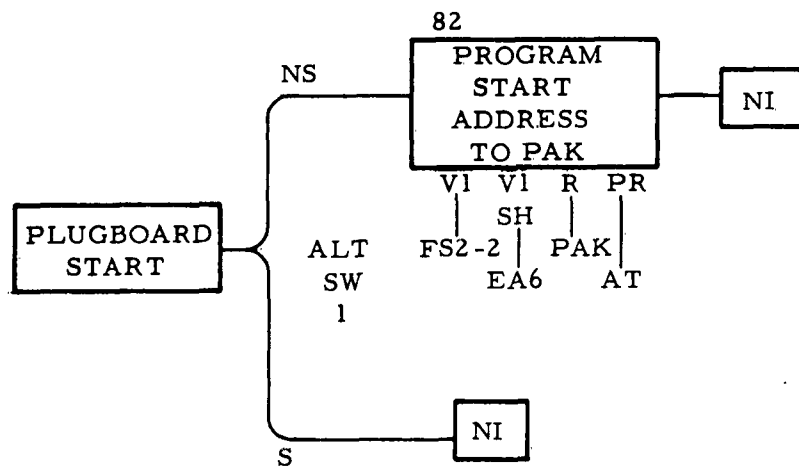 82
PROGRAM
START
ADDRESS
TO PAK
NS
NI
V1 V1 R PR
SH
FS2-2 PAK
EA6 AT
PLUGBOARD
START
ALT
SW
1
NI
S